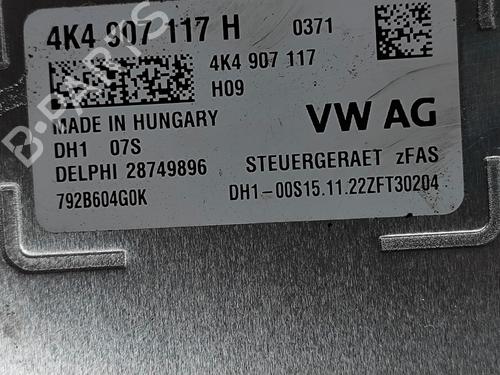 4K4 907 117 H 0371
4K4 907 117
H09
MADE IN HUNGARY
VW AG
DH1 07S
DELPHI 28749896
STEUERGERAET zFAS
792B604G0K
DH1-00S15.11.22ZFT30204
B-PARTS